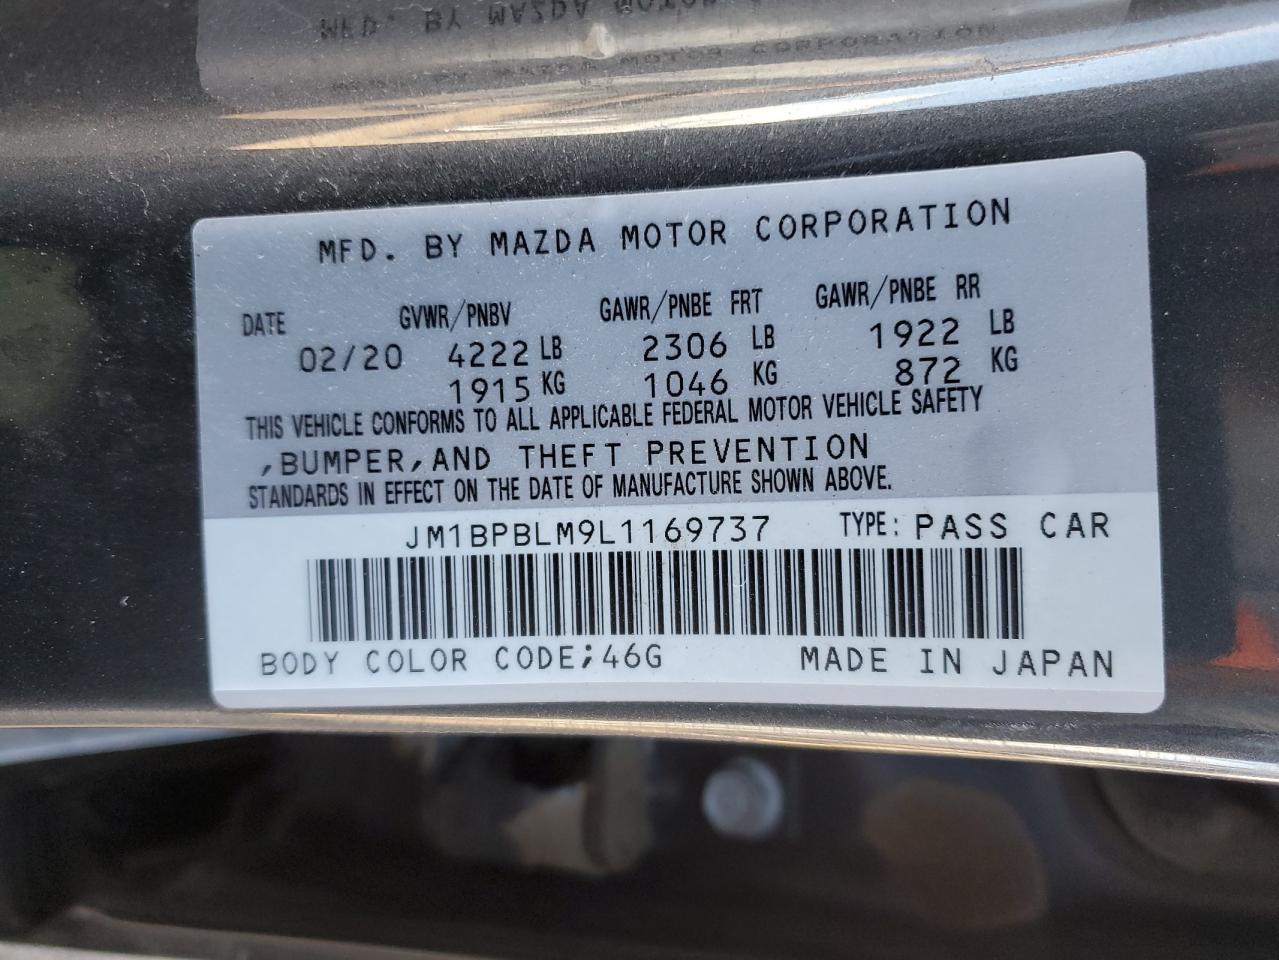 MFD. BY MAZDA MOTOR CORPORATION
DATE GVWR/PNBV GAWR/PNBE FRT GAWR/PNBE RR
02/20 4222 LB 2306 LB 1922 LB
1915 KG 1046 KG 872 KG
THIS VEHICLE CONFORMS TO ALL APPLICABLE FEDERAL MOTOR VEHICLE SAFETY
,BUMPER,AND THEFT PREVENTION
STANDARDS IN EFFECT ON THE DATE OF MANUFACTURE SHOWN ABOVE.
JM1BPBLM9L1169737 TYPE: PASS CAR
BODY COLOR CODE;46G MADE IN JAPAN